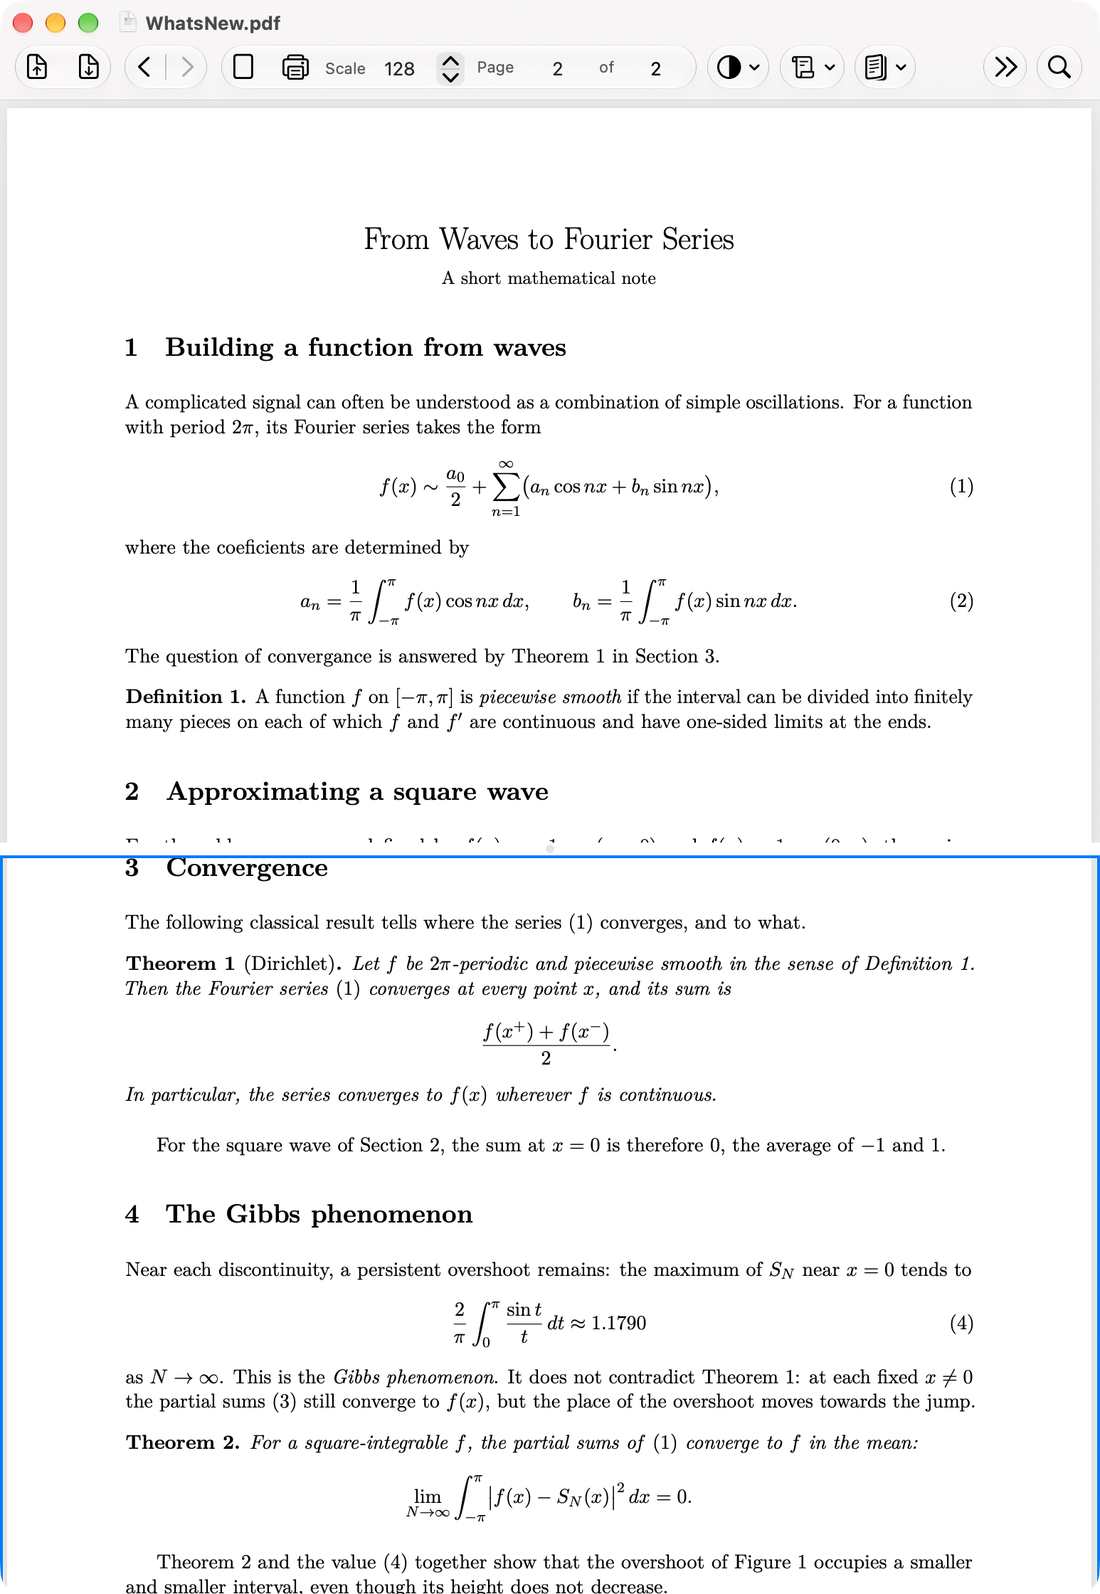 WhatsNew.pdf
Scale 128 Page 2 of 2
From Waves to Fourier Series
A short mathematical note
1 Building a function from waves
A complicated signal can often be understood as a combination of simple oscillations. For a function
with period 2π, its Fourier series takes the form
f(x) ∼ a₀/2 + ∑_{n=1}^{∞} (aₙ cos nx + bₙ sin nx), (1)
where the coeficients are determined by
aₙ = 1/π ∫_{−π}^{π} f(x) cos nx dx, bₙ = 1/π ∫_{−π}^{π} f(x) sin nx dx. (2)
The question of convergance is answered by Theorem 1 in Section 3.
Definition 1. A function f on [−π, π] is piecewise smooth if the interval can be divided into finitely
many pieces on each of which f and f′ are continuous and have one-sided limits at the ends.
2 Approximating a square wave
3 Convergence
The following classical result tells where the series (1) converges, and to what.
Theorem 1 (Dirichlet). Let f be 2π-periodic and piecewise smooth in the sense of Definition 1.
Then the Fourier series (1) converges at every point x, and its sum is
(f(x⁺) + f(x⁻))/2.
In particular, the series converges to f(x) wherever f is continuous.
For the square wave of Section 2, the sum at x = 0 is therefore 0, the average of −1 and 1.
4 The Gibbs phenomenon
Near each discontinuity, a persistent overshoot remains: the maximum of S_N near x = 0 tends to
2/π ∫_{0}^{π} sin t/t dt ≈ 1.1790 (4)
as N → ∞. This is the Gibbs phenomenon. It does not contradict Theorem 1: at each fixed x ≠ 0
the partial sums (3) still converge to f(x), but the place of the overshoot moves towards the jump.
Theorem 2. For a square-integrable f, the partial sums of (1) converge to f in the mean:
lim_{N→∞} ∫_{−π}^{π} |f(x) − S_N(x)|² dx = 0.
Theorem 2 and the value (4) together show that the overshoot of Figure 1 occupies a smaller
and smaller interval, even though its height does not decrease.